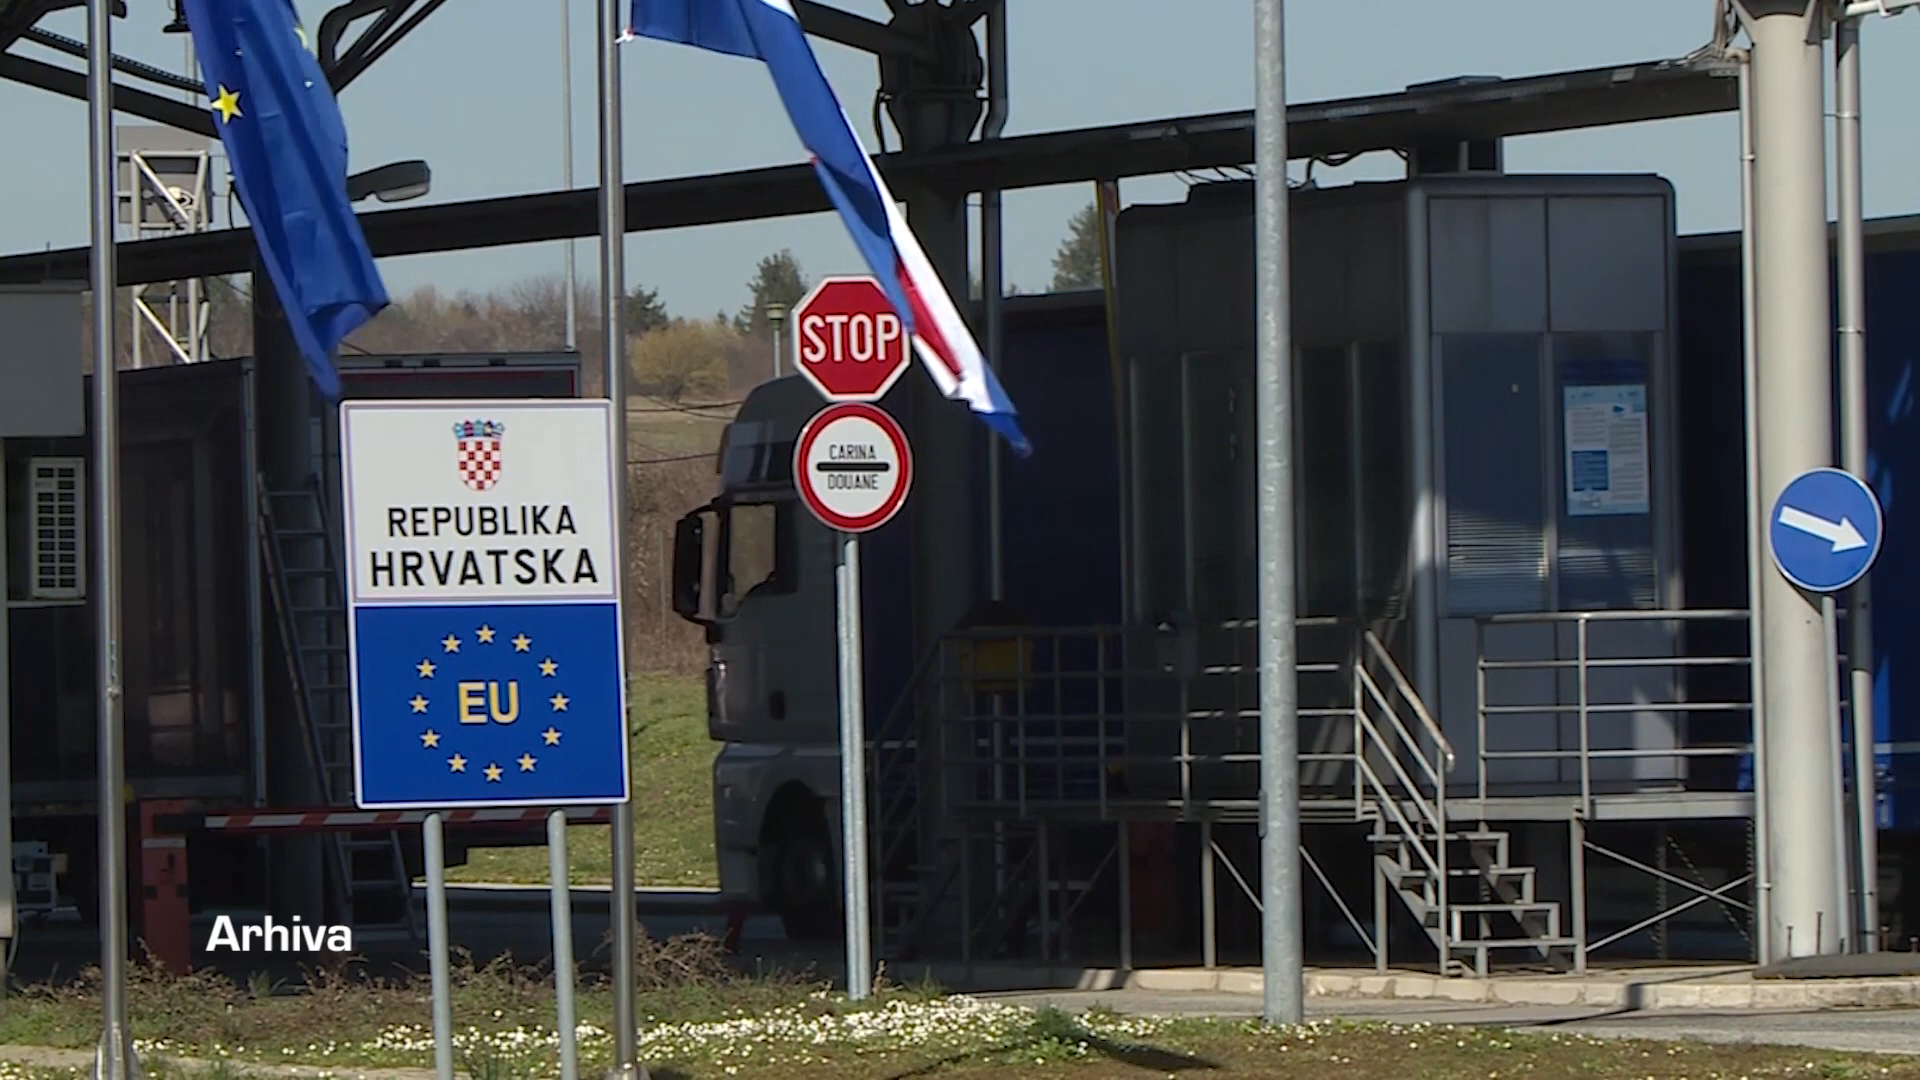 STOP
CARINA
DOUANE
REPUBLIKA
HRVATSKA
EU
Arhiva